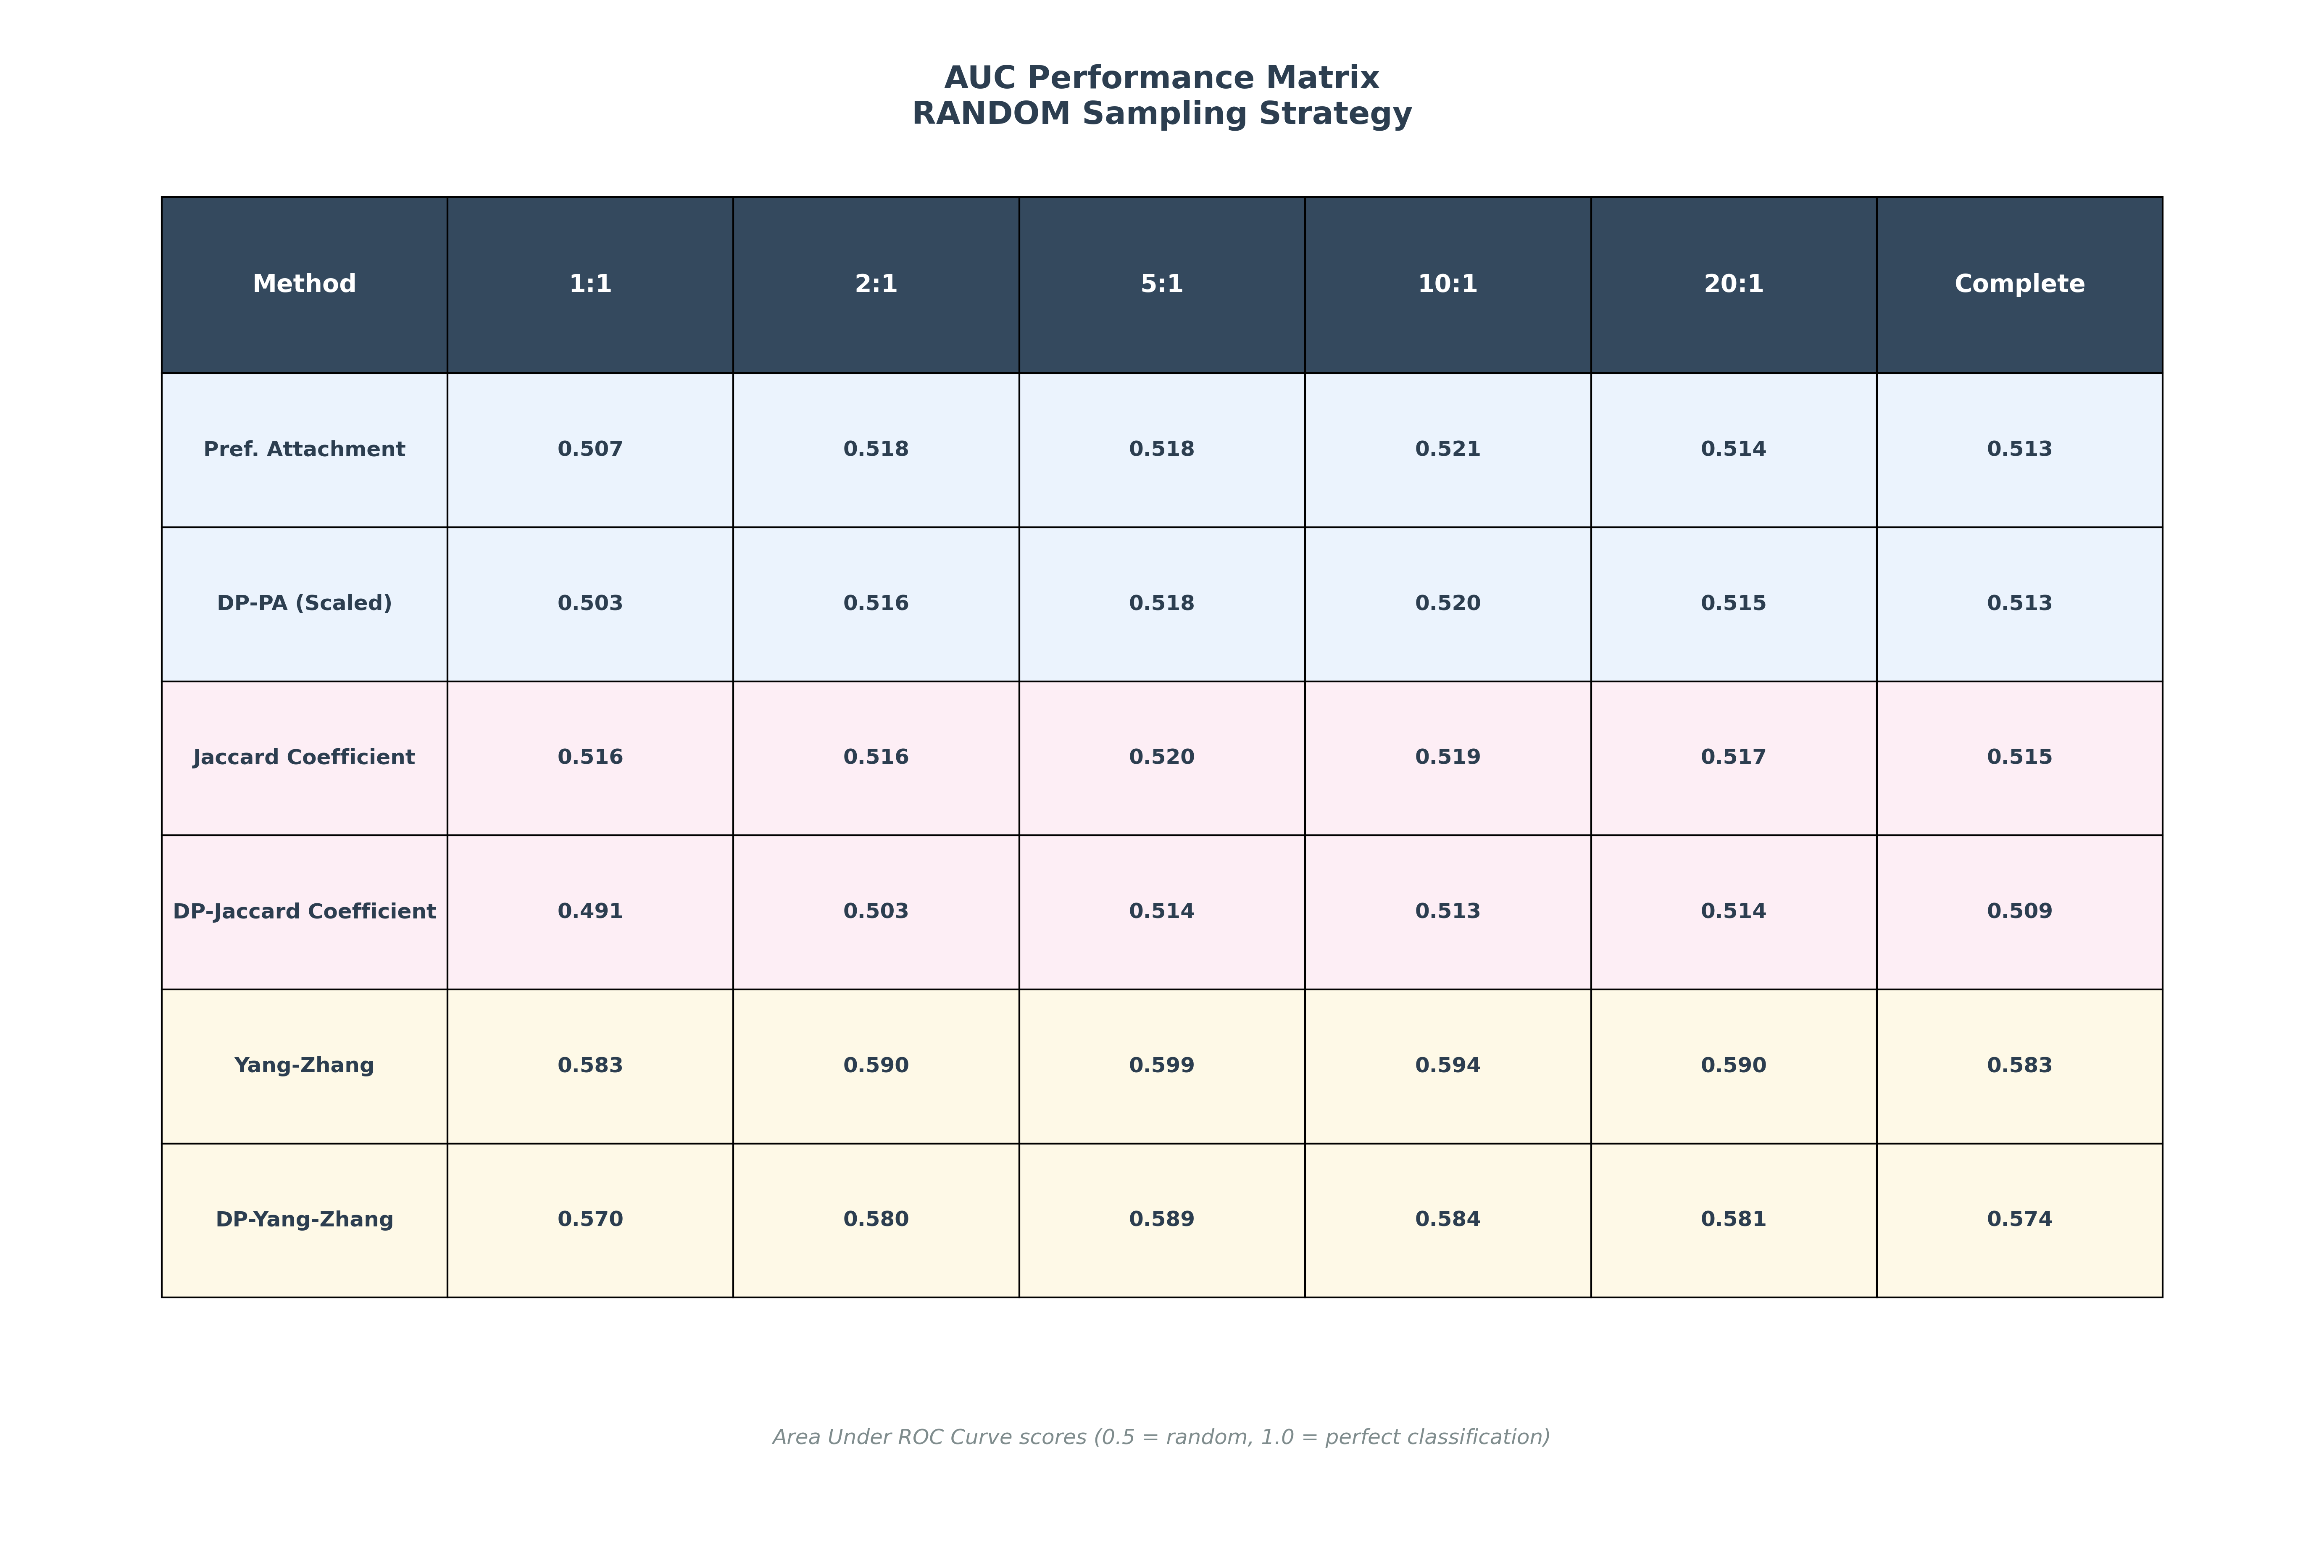 AUC Performance Matrix
RANDOM Sampling Strategy
Method 1:1 2:1 5:1 10:1 20:1 Complete
Pref. Attachment 0.507 0.518 0.518 0.521 0.514 0.513
DP-PA (Scaled) 0.503 0.516 0.518 0.520 0.515 0.513
Jaccard Coefficient 0.516 0.516 0.520 0.519 0.517 0.515
DP-Jaccard Coefficient 0.491 0.503 0.514 0.513 0.514 0.509
Yang-Zhang 0.583 0.590 0.599 0.594 0.590 0.583
DP-Yang-Zhang 0.570 0.580 0.589 0.584 0.581 0.574
Area Under ROC Curve scores (0.5 = random, 1.0 = perfect classification)